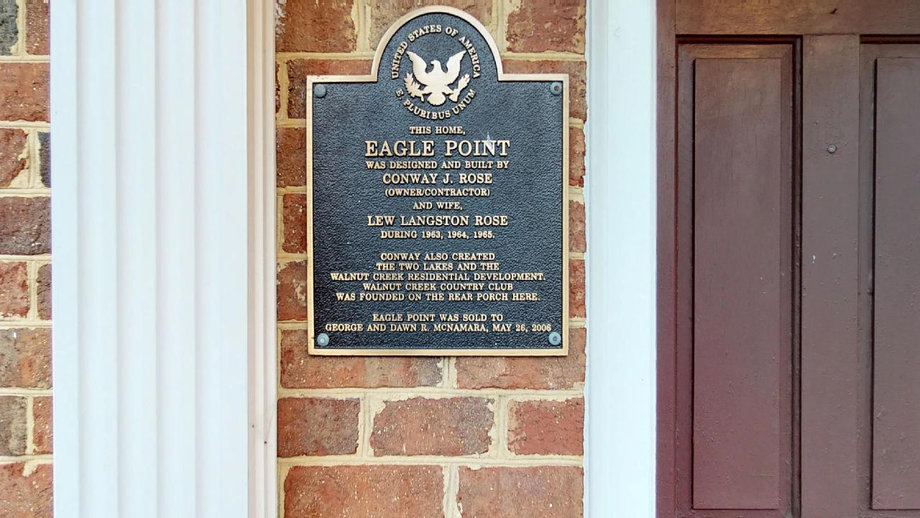 UNITED STATES OF AMERICA
E PLURIBUS UNUM
THIS HOME,
EAGLE POINT
WAS DESIGNED AND BUILT BY
CONWAY J. ROSE
(OWNER/CONTRACTOR)
AND WIFE,
LEW LANGSTON ROSE
DURING 1963, 1964, 1965.
CONWAY ALSO CREATED
THE TWO LAKES AND THE
WALNUT CREEK RESIDENTIAL DEVELOPMENT.
WALNUT CREEK COUNTRY CLUB
WAS FOUNDED ON THE REAR PORCH HERE.
EAGLE POINT WAS SOLD TO
GEORGE AND DAWN R. MCNAMARA, MAY 26, 2006